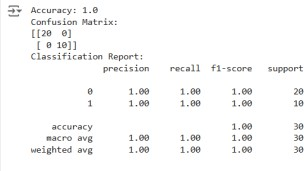 Accuracy: 1.0
Confusion Matrix:
[[20  0]
 [ 0 10]]
Classification Report:
              precision    recall  f1-score   support

           0       1.00      1.00      1.00        20
           1       1.00      1.00      1.00        10

    accuracy                           1.00        30
   macro avg       1.00      1.00      1.00        30
weighted avg       1.00      1.00      1.00        30